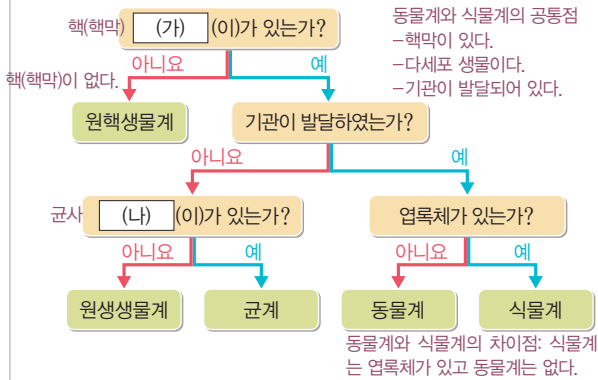 핵(핵막) (가) (이)가 있는가?
동물계와 식물계의 공통점
-핵막이 있다.
-다세포 생물이다.
-기관이 발달되어 있다.
아니요 예
핵(핵막)이 없다.
원핵생물계 기관이 발달하였는가?
아니요 예
균사 (나) (이)가 있는가? 엽록체가 있는가?
아니요 예 아니요 예
원생생물계 균계 동물계 식물계
동물계와 식물계의 차이점: 식물계
는 엽록체가 있고 동물계는 없다.